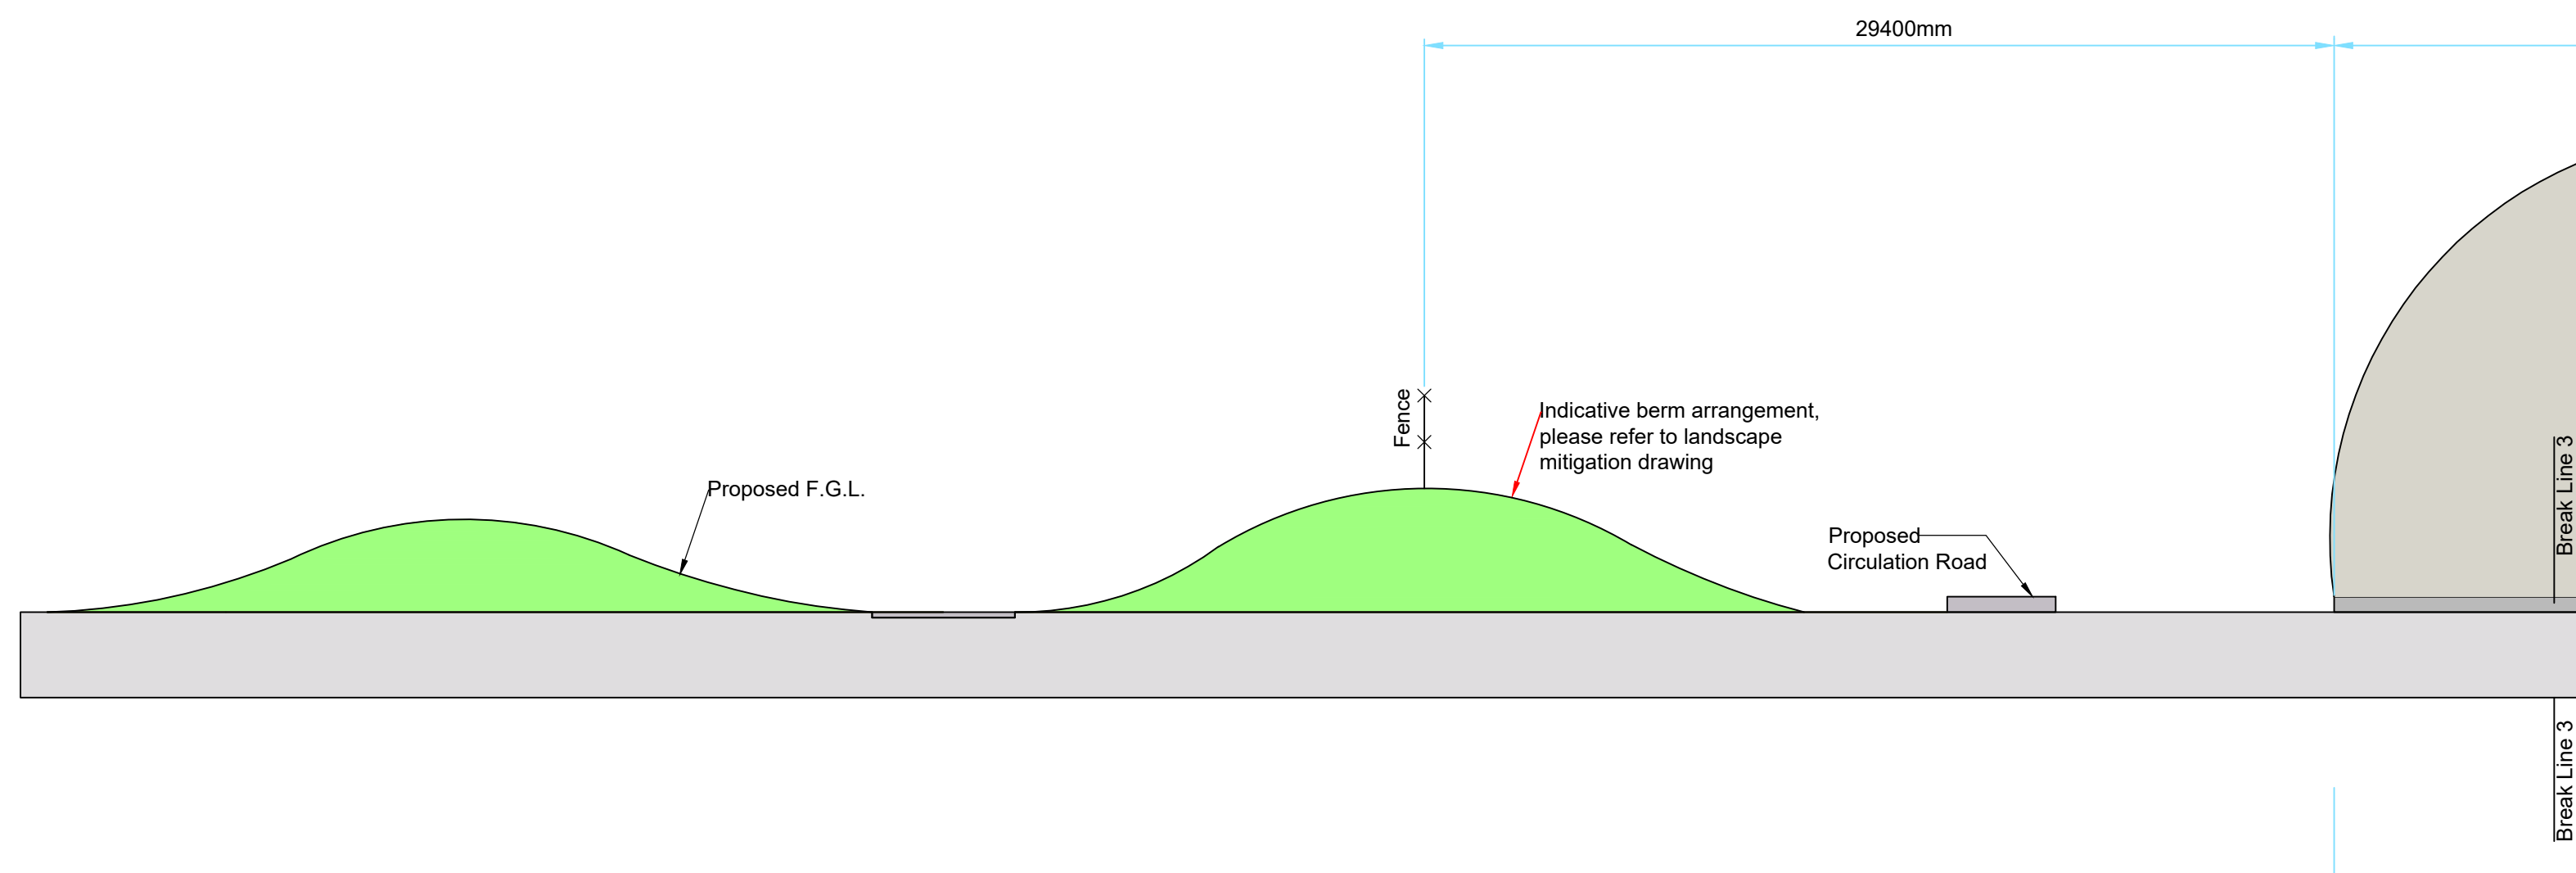 29400mm
Fence
Indicative berm arrangement,
please refer to landscape
mitigation drawing
Proposed F.G.L.
Proposed
Circulation Road
Break Line 3
Break Line 3